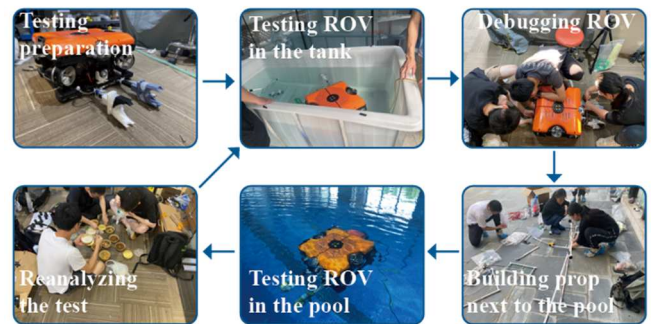 Testing
preparation
Testing ROV
in the tank
Debugging ROV
Building prop
next to the pool
Testing ROV
in the pool
Reanalyzing
the test